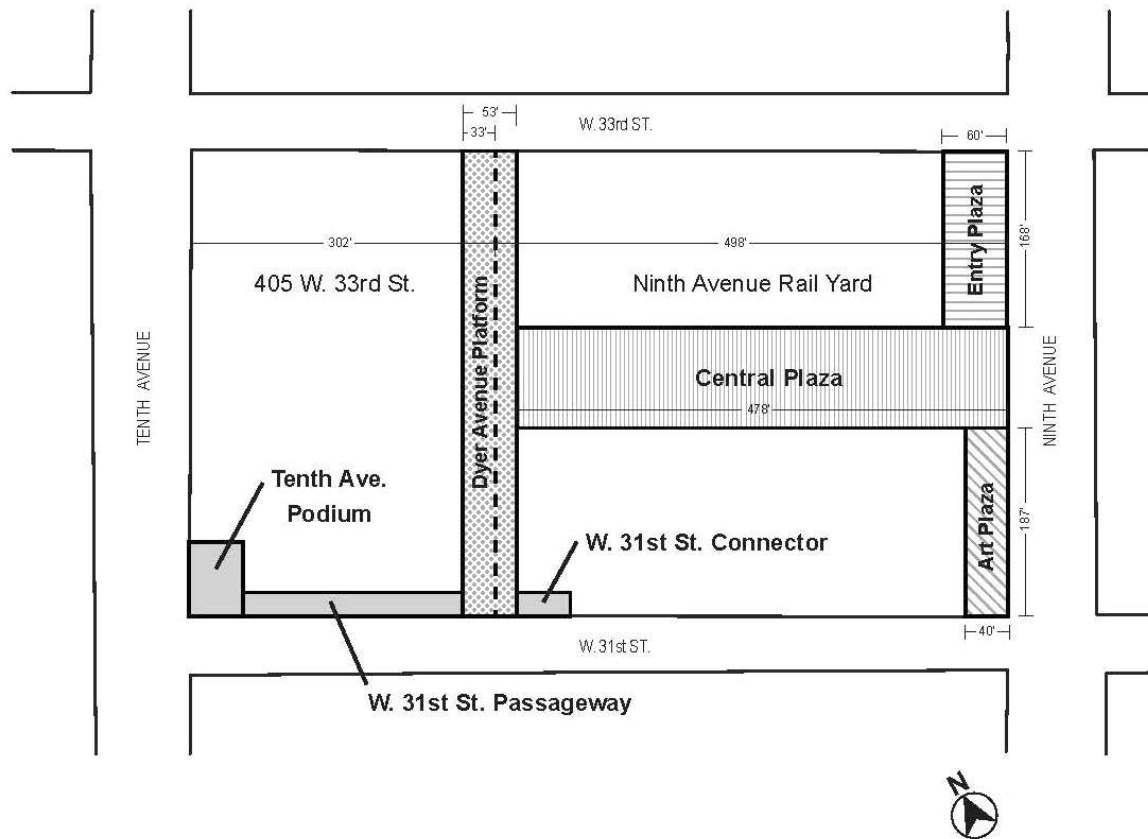 53'
33'
W. 33rd ST.
60'
302'
498'
168'
Entry Plaza
405 W. 33rd St.
Ninth Avenue Rail Yard
Dyer Avenue Platform
Central Plaza
478'
TENTH AVENUE
NINTH AVENUE
Tenth Ave.
Podium
W. 31st St. Connector
Art Plaza
187'
W. 31st ST.
40'
W. 31st St. Passageway
N